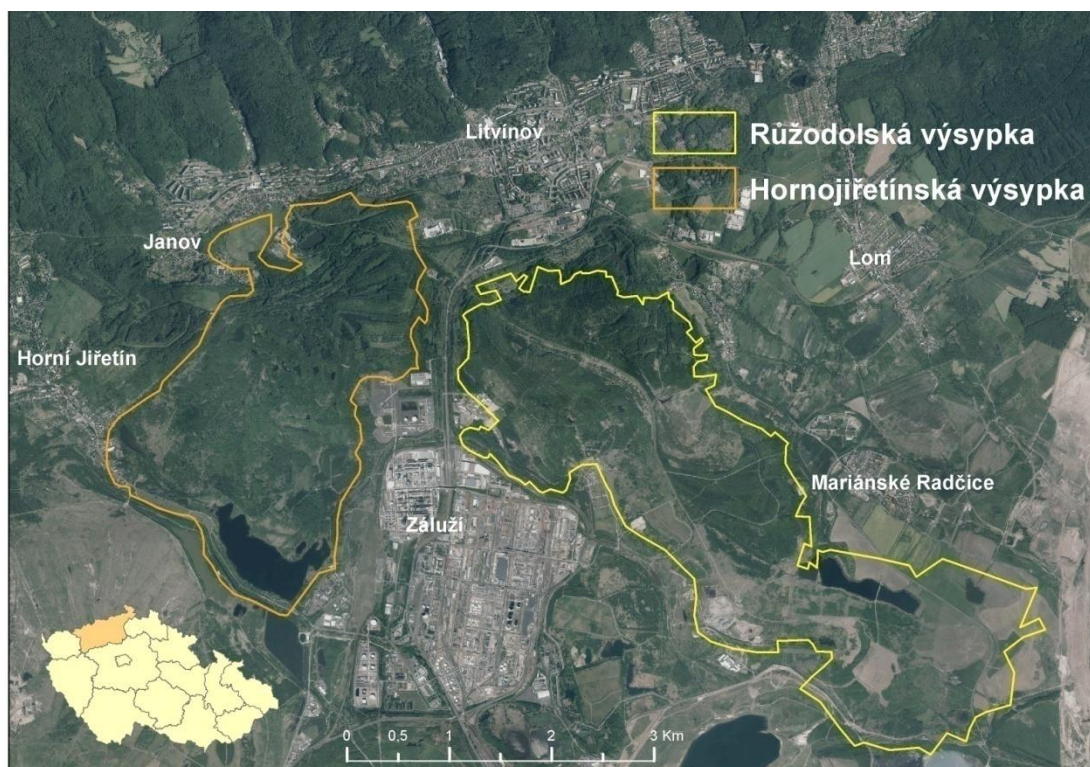 Litvínov
Růžodolská výsypka
Hornojiřetínská výsypka
Janov
Lom
Horní Jiřetín
Mariánské Radčice
Záluží
0 0,5 1 2 3 Km